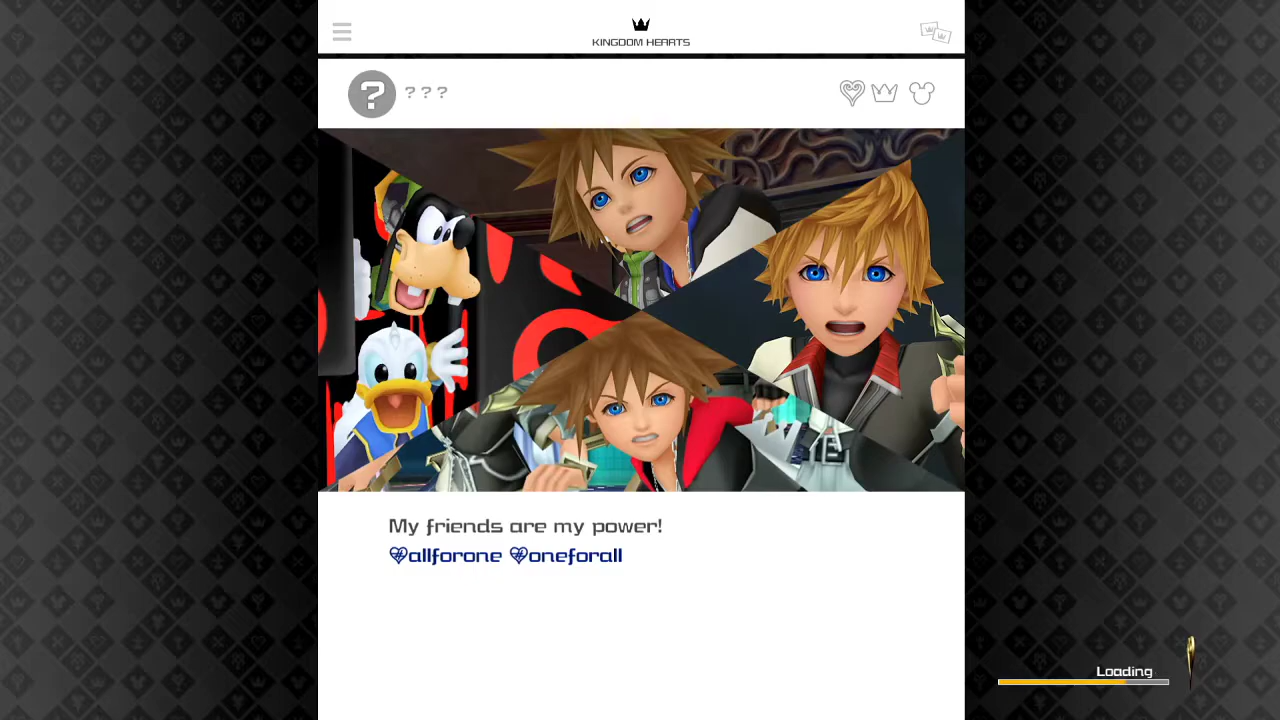 KINGDOM HEARTS
?
? ? ?
My friends are my power!
#allforone #oneforall
Loading